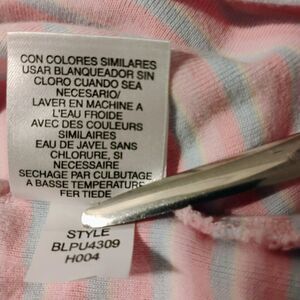 CON COLORES SIMILARES
USAR BLANQUEADOR SIN
CLORO CUANDO SEA
NECESARIO/
LAVER EN MACHINE A
L'EAU FROIDE
AVEC DES COULEURS
SIMILAIRES
EAU DE JAVEL SANS
CHLORURE, SI
NECESSAIRE
SECHAGE PAR CULBUTAGE
A BASSE TEMPERATURE
FER TIEDE
STYLE
BLPU4309
H004